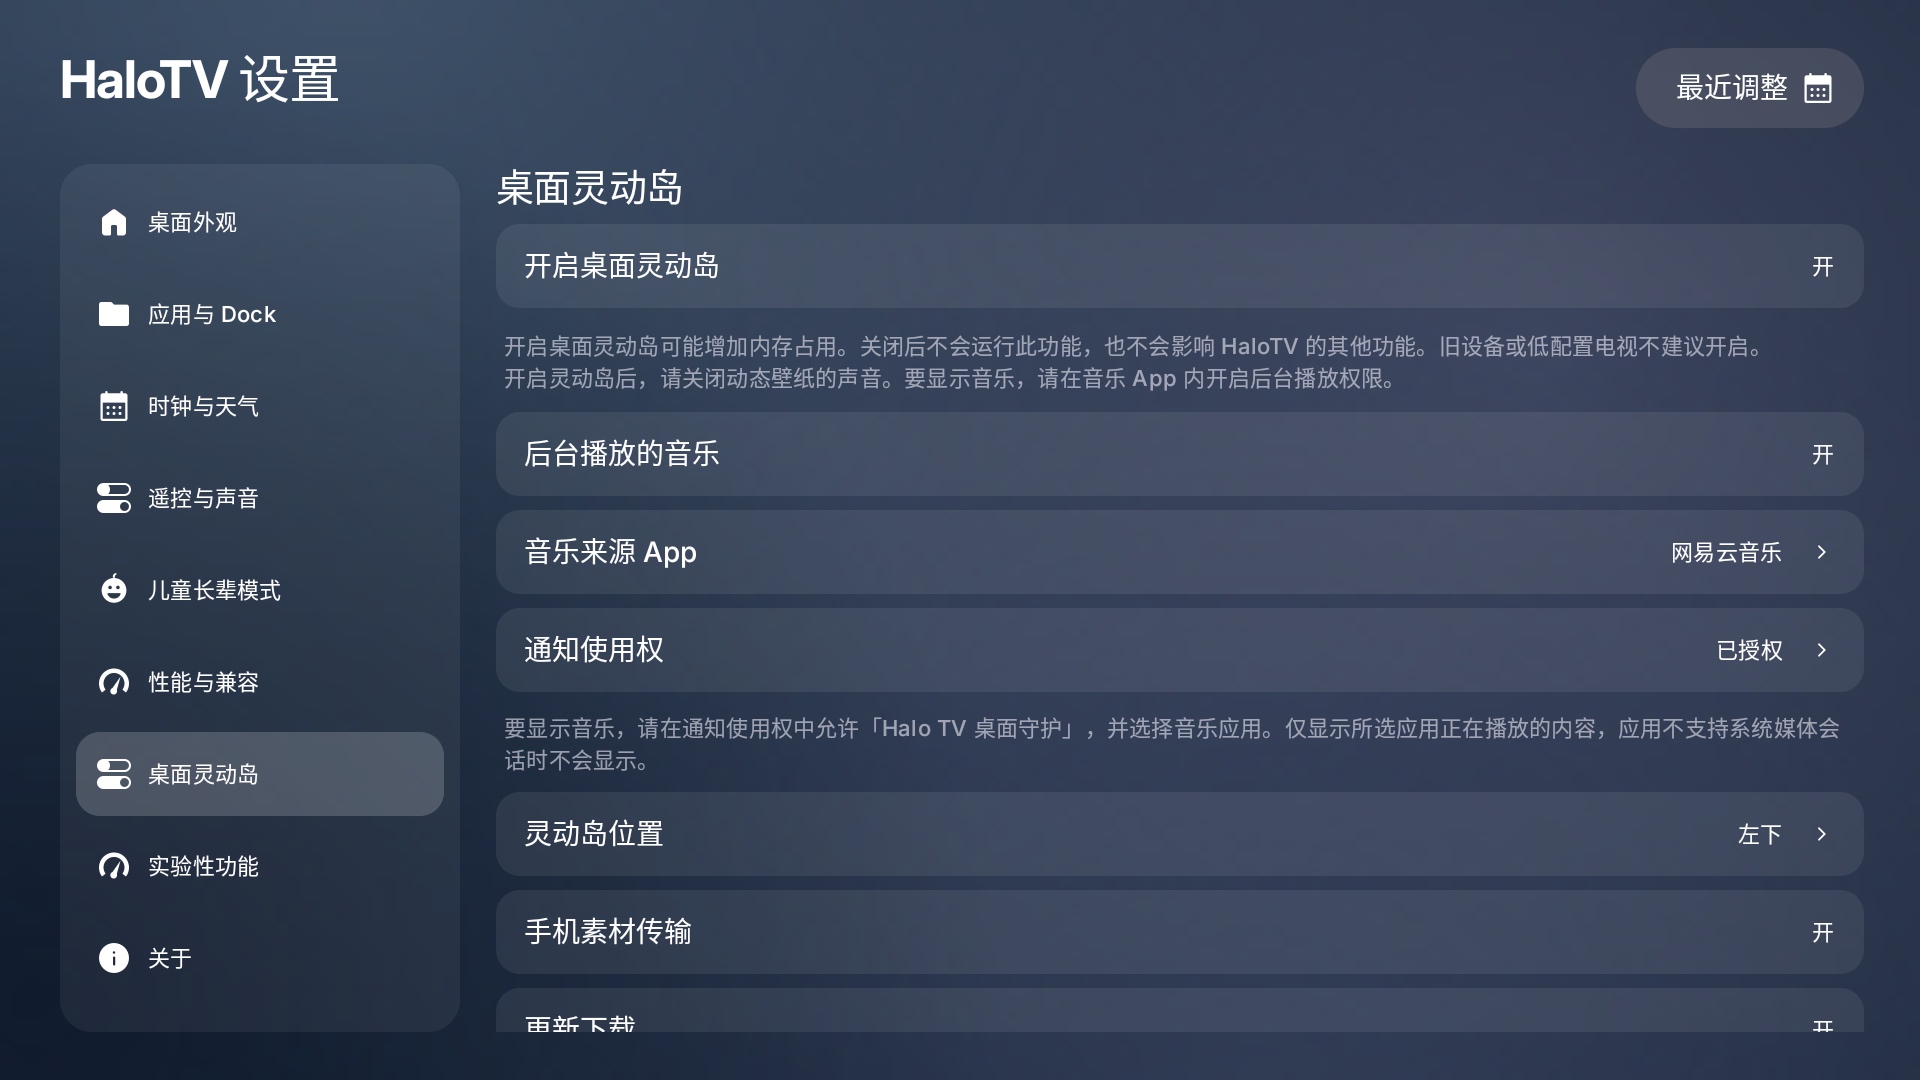 HaloTV 设置
最近调整
桌面外观
应用与 Dock
时钟与天气
遥控与声音
儿童长辈模式
性能与兼容
桌面灵动岛
实验性功能
关于
桌面灵动岛
开启桌面灵动岛 开
开启桌面灵动岛可能增加内存占用。关闭后不会运行此功能，也不会影响 HaloTV 的其他功能。旧设备或低配置电视不建议开启。
开启灵动岛后，请关闭动态壁纸的声音。要显示音乐，请在音乐 App 内开启后台播放权限。
后台播放的音乐 开
音乐来源 App 网易云音乐
通知使用权 已授权
要显示音乐，请在通知使用权中允许「Halo TV 桌面守护」，并选择音乐应用。仅显示所选应用正在播放的内容，应用不支持系统媒体会
话时不会显示。
灵动岛位置 左下
手机素材传输 开
更新下载 开